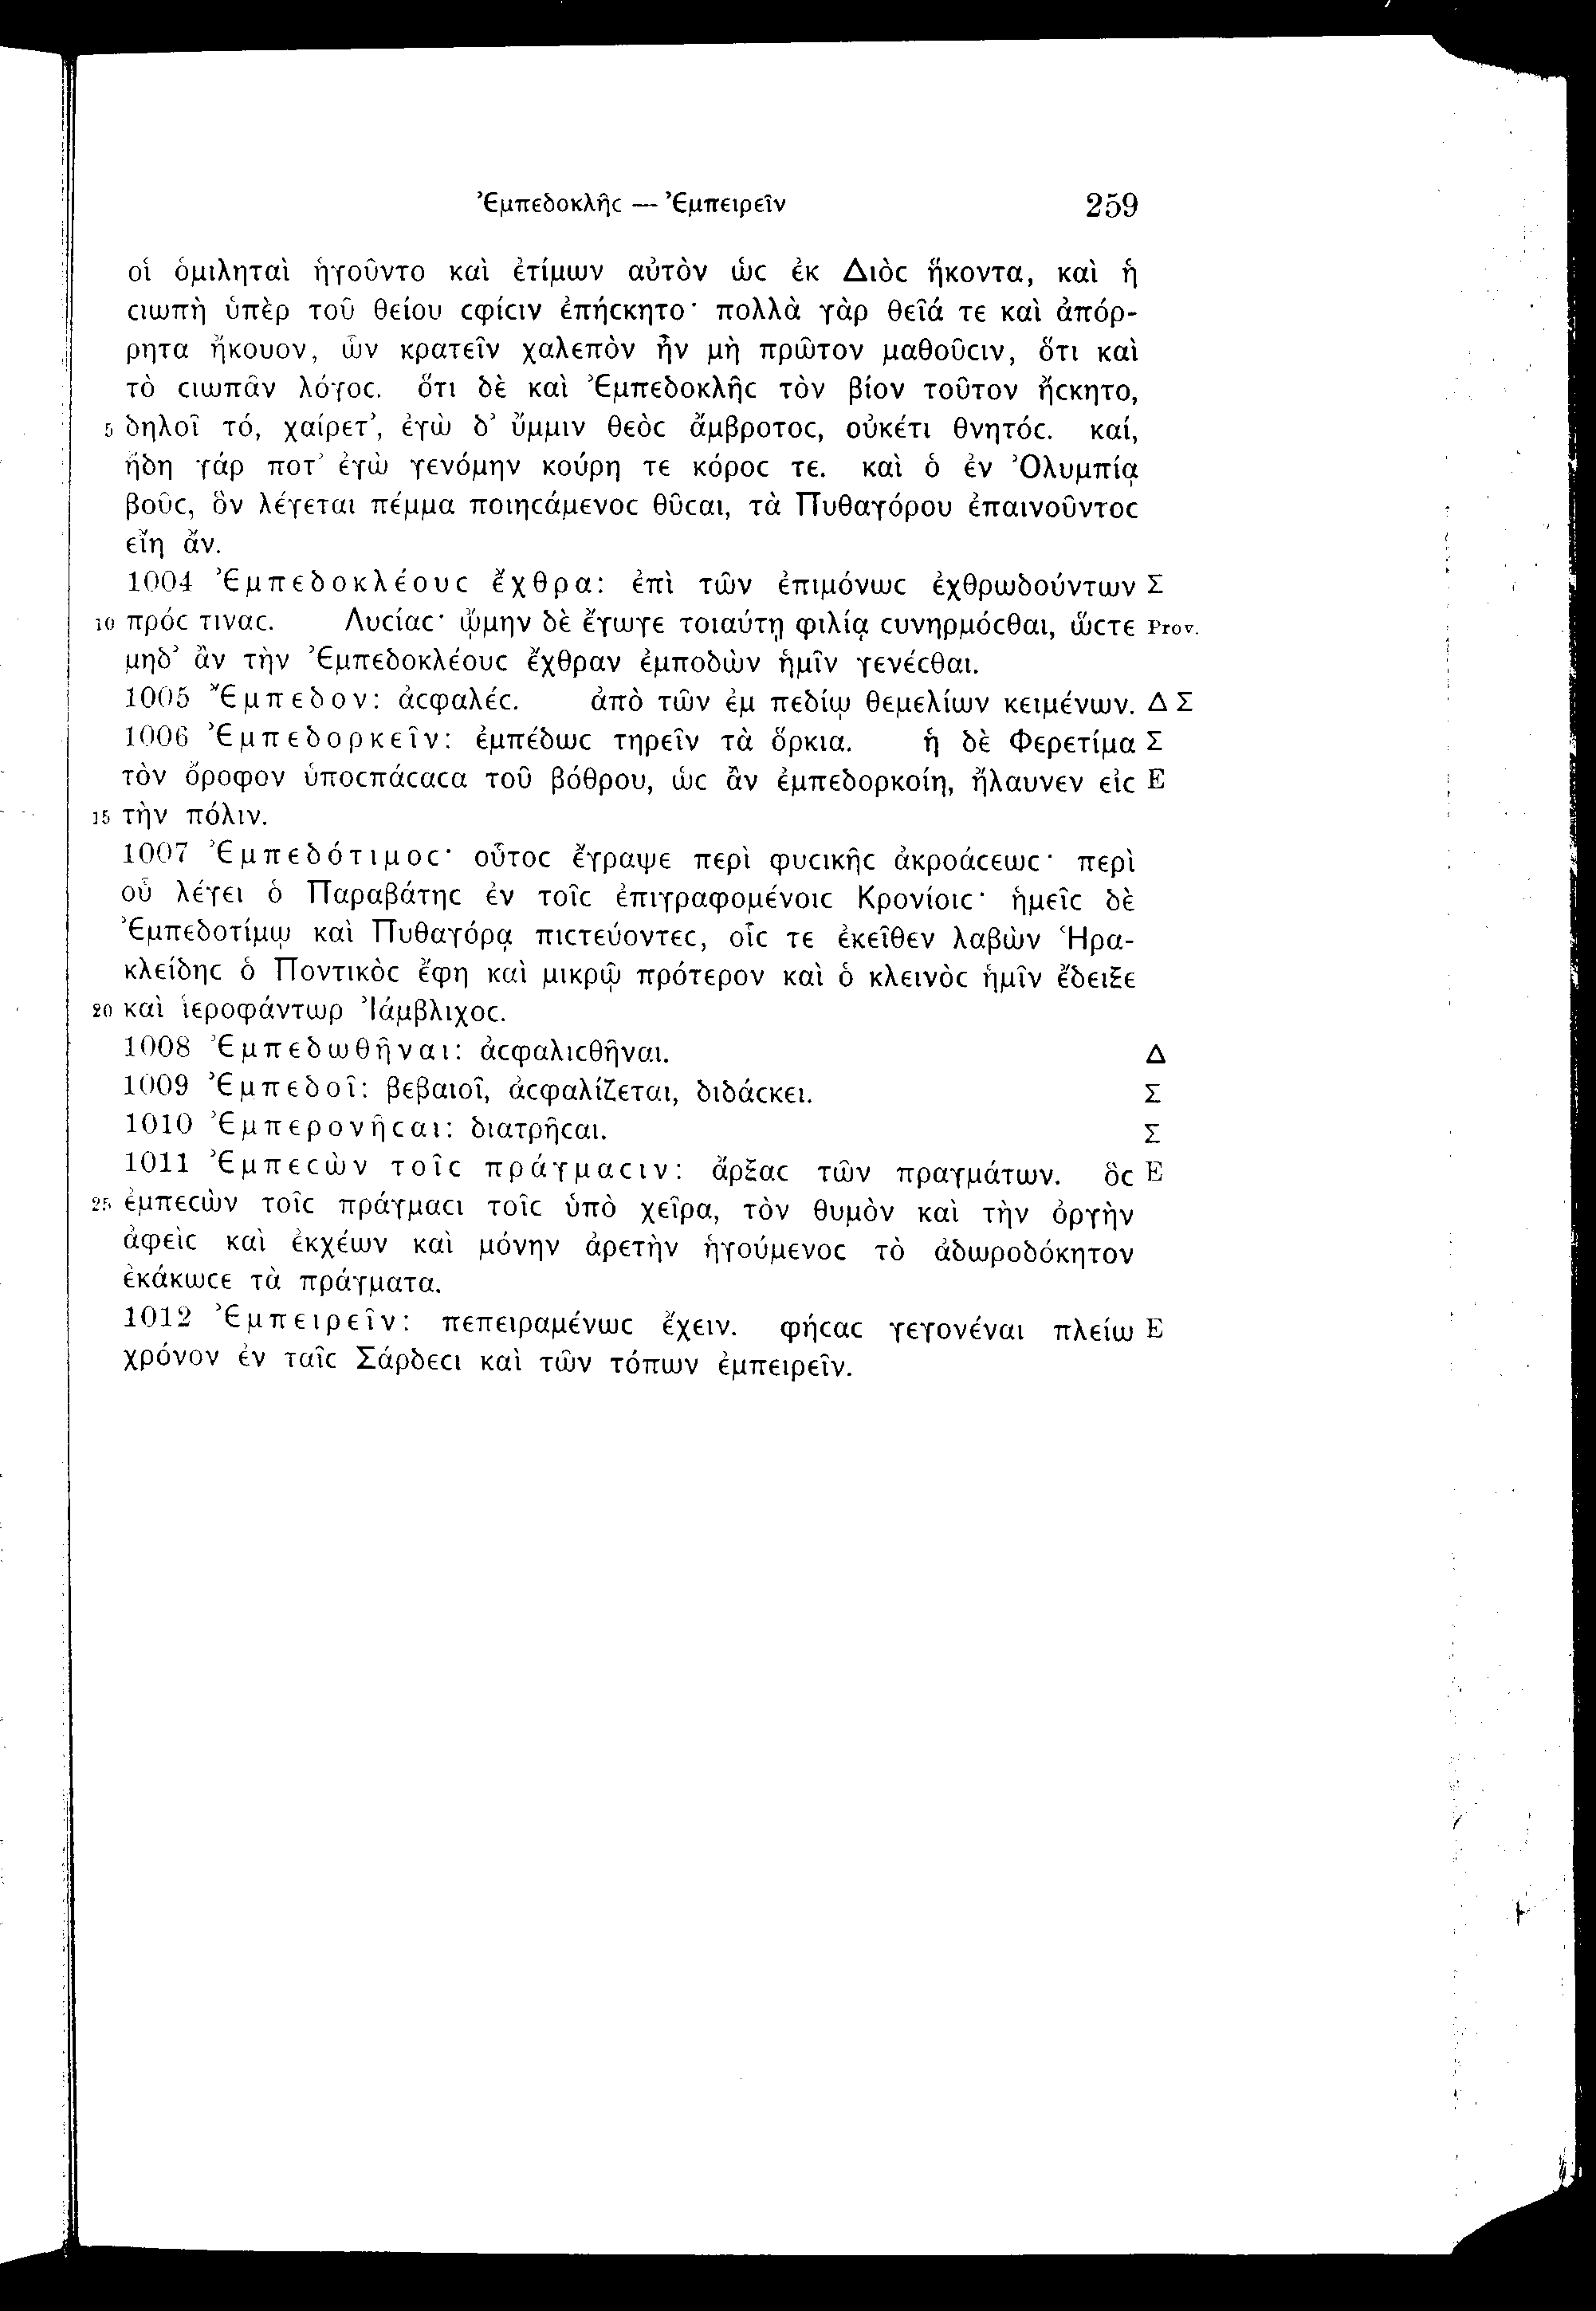 Ἐμπεδοκλῆϲ — Ἐμπειρεῖν 259
οἱ ὁμιληταὶ ἡγοῦντο καὶ ἐτίμων αὐτὸν ὡϲ ἐκ Διὸϲ ἥκοντα, καὶ ἡ
ϲιωπὴ ὑπὲρ τοῦ θείου ϲφίϲιν ἐπήϲκητο· πολλὰ γὰρ θεῖά τε καὶ ἀπόρ-
ρητα ἤκουον, ὧν κρατεῖν χαλεπὸν ἦν μὴ πρῶτον μαθοῦϲιν, ὅτι καὶ
τὸ ϲιωπᾶν λόγοϲ. ὅτι δὲ καὶ Ἐμπεδοκλῆϲ τὸν βίον τοῦτον ἤϲκητο,
5 δηλοῖ τό, χαίρετ’, ἐγὼ δ’ ὔμμιν θεὸϲ ἄμβροτοϲ, οὐκέτι θνητόϲ. καί,
ἤδη γάρ ποτ’ ἐγὼ γενόμην κούρη τε κόροϲ τε. καὶ ὁ ἐν Ὀλυμπίᾳ
βοῦϲ, ὃν λέγεται πέμμα ποιηϲάμενοϲ θῦϲαι, τὰ Πυθαγόρου ἐπαινοῦντοϲ
εἴη ἄν.
1004 Ἐμπεδοκλέουϲ ἔχθρα: ἐπὶ τῶν ἐπιμόνωϲ ἐχθρωδούντων Σ
10 πρόϲ τιναϲ. Λυϲίαϲ· ᾤμην δὲ ἔγωγε τοιαύτῃ φιλίᾳ ϲυνηρμόϲθαι, ὥϲτε Prov.
μηδ’ ἂν τὴν Ἐμπεδοκλέουϲ ἔχθραν ἐμποδὼν ἡμῖν γενέϲθαι.
1005 Ἔμπεδον: ἀϲφαλέϲ. ἀπὸ τῶν ἐμ πεδίῳ θεμελίων κειμένων. Δ Σ
1006 Ἐμπεδορκεῖν: ἐμπέδωϲ τηρεῖν τὰ ὅρκια. ἡ δὲ Φερετίμα Σ
τὸν ὄροφον ὑποϲπάϲαϲα τοῦ βόθρου, ὡϲ ἂν ἐμπεδορκοίη, ἤλαυνεν εἰϲ E
15 τὴν πόλιν.
1007 Ἐμπεδότιμοϲ· οὗτοϲ ἔγραψε περὶ φυϲικῆϲ ἀκροάϲεωϲ· περὶ
οὗ λέγει ὁ Παραβάτηϲ ἐν τοῖϲ ἐπιγραφομένοιϲ Κρονίοιϲ· ἡμεῖϲ δὲ
Ἐμπεδοτίμῳ καὶ Πυθαγόρᾳ πιϲτεύοντεϲ, οἷϲ τε ἐκεῖθεν λαβὼν Ἡρα-
κλείδηϲ ὁ Ποντικὸϲ ἔφη καὶ μικρῷ πρότερον καὶ ὁ κλεινὸϲ ἡμῖν ἔδειξε
20 καὶ ἱεροφάντωρ Ἰάμβλιχοϲ.
1008 Ἐμπεδωθῆναι: ἀϲφαλιϲθῆναι. Δ
1009 Ἐμπεδοῖ: βεβαιοῖ, ἀϲφαλίζεται, διδάϲκει. Σ
1010 Ἐμπερονῆϲαι: διατρῆϲαι. Σ
1011 Ἐμπεϲὼν τοῖϲ πράγμαϲιν: ἄρξαϲ τῶν πραγμάτων. ὃϲ E
25 ἐμπεϲὼν τοῖϲ πράγμαϲι τοῖϲ ὑπὸ χεῖρα, τὸν θυμὸν καὶ τὴν ὀργὴν
ἀφεὶϲ καὶ ἐκχέων καὶ μόνην ἀρετὴν ἡγούμενοϲ τὸ ἀδωροδόκητον
ἐκάκωϲε τὰ πράγματα.
1012 Ἐμπειρεῖν: πεπειραμένωϲ ἔχειν. φήϲαϲ γεγονέναι πλείω E
χρόνον ἐν ταῖϲ Σάρδεϲι καὶ τῶν τόπων ἐμπειρεῖν.